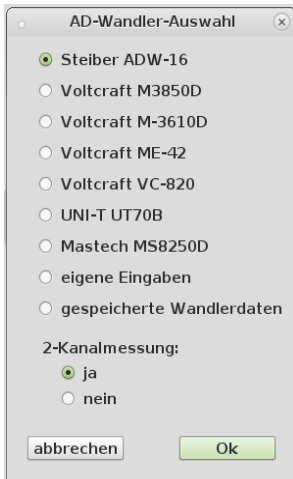 AD-Wandler-Auswahl
Steiber ADW-16
Voltcraft M3850D
Voltcraft M-3610D
Voltcraft ME-42
Voltcraft VC-820
UNI-T UT70B
Mastech MS8250D
eigene Eingaben
gespeicherte Wandlerdaten
2-Kanalmessung:
ja
nein
abbrechen Ok